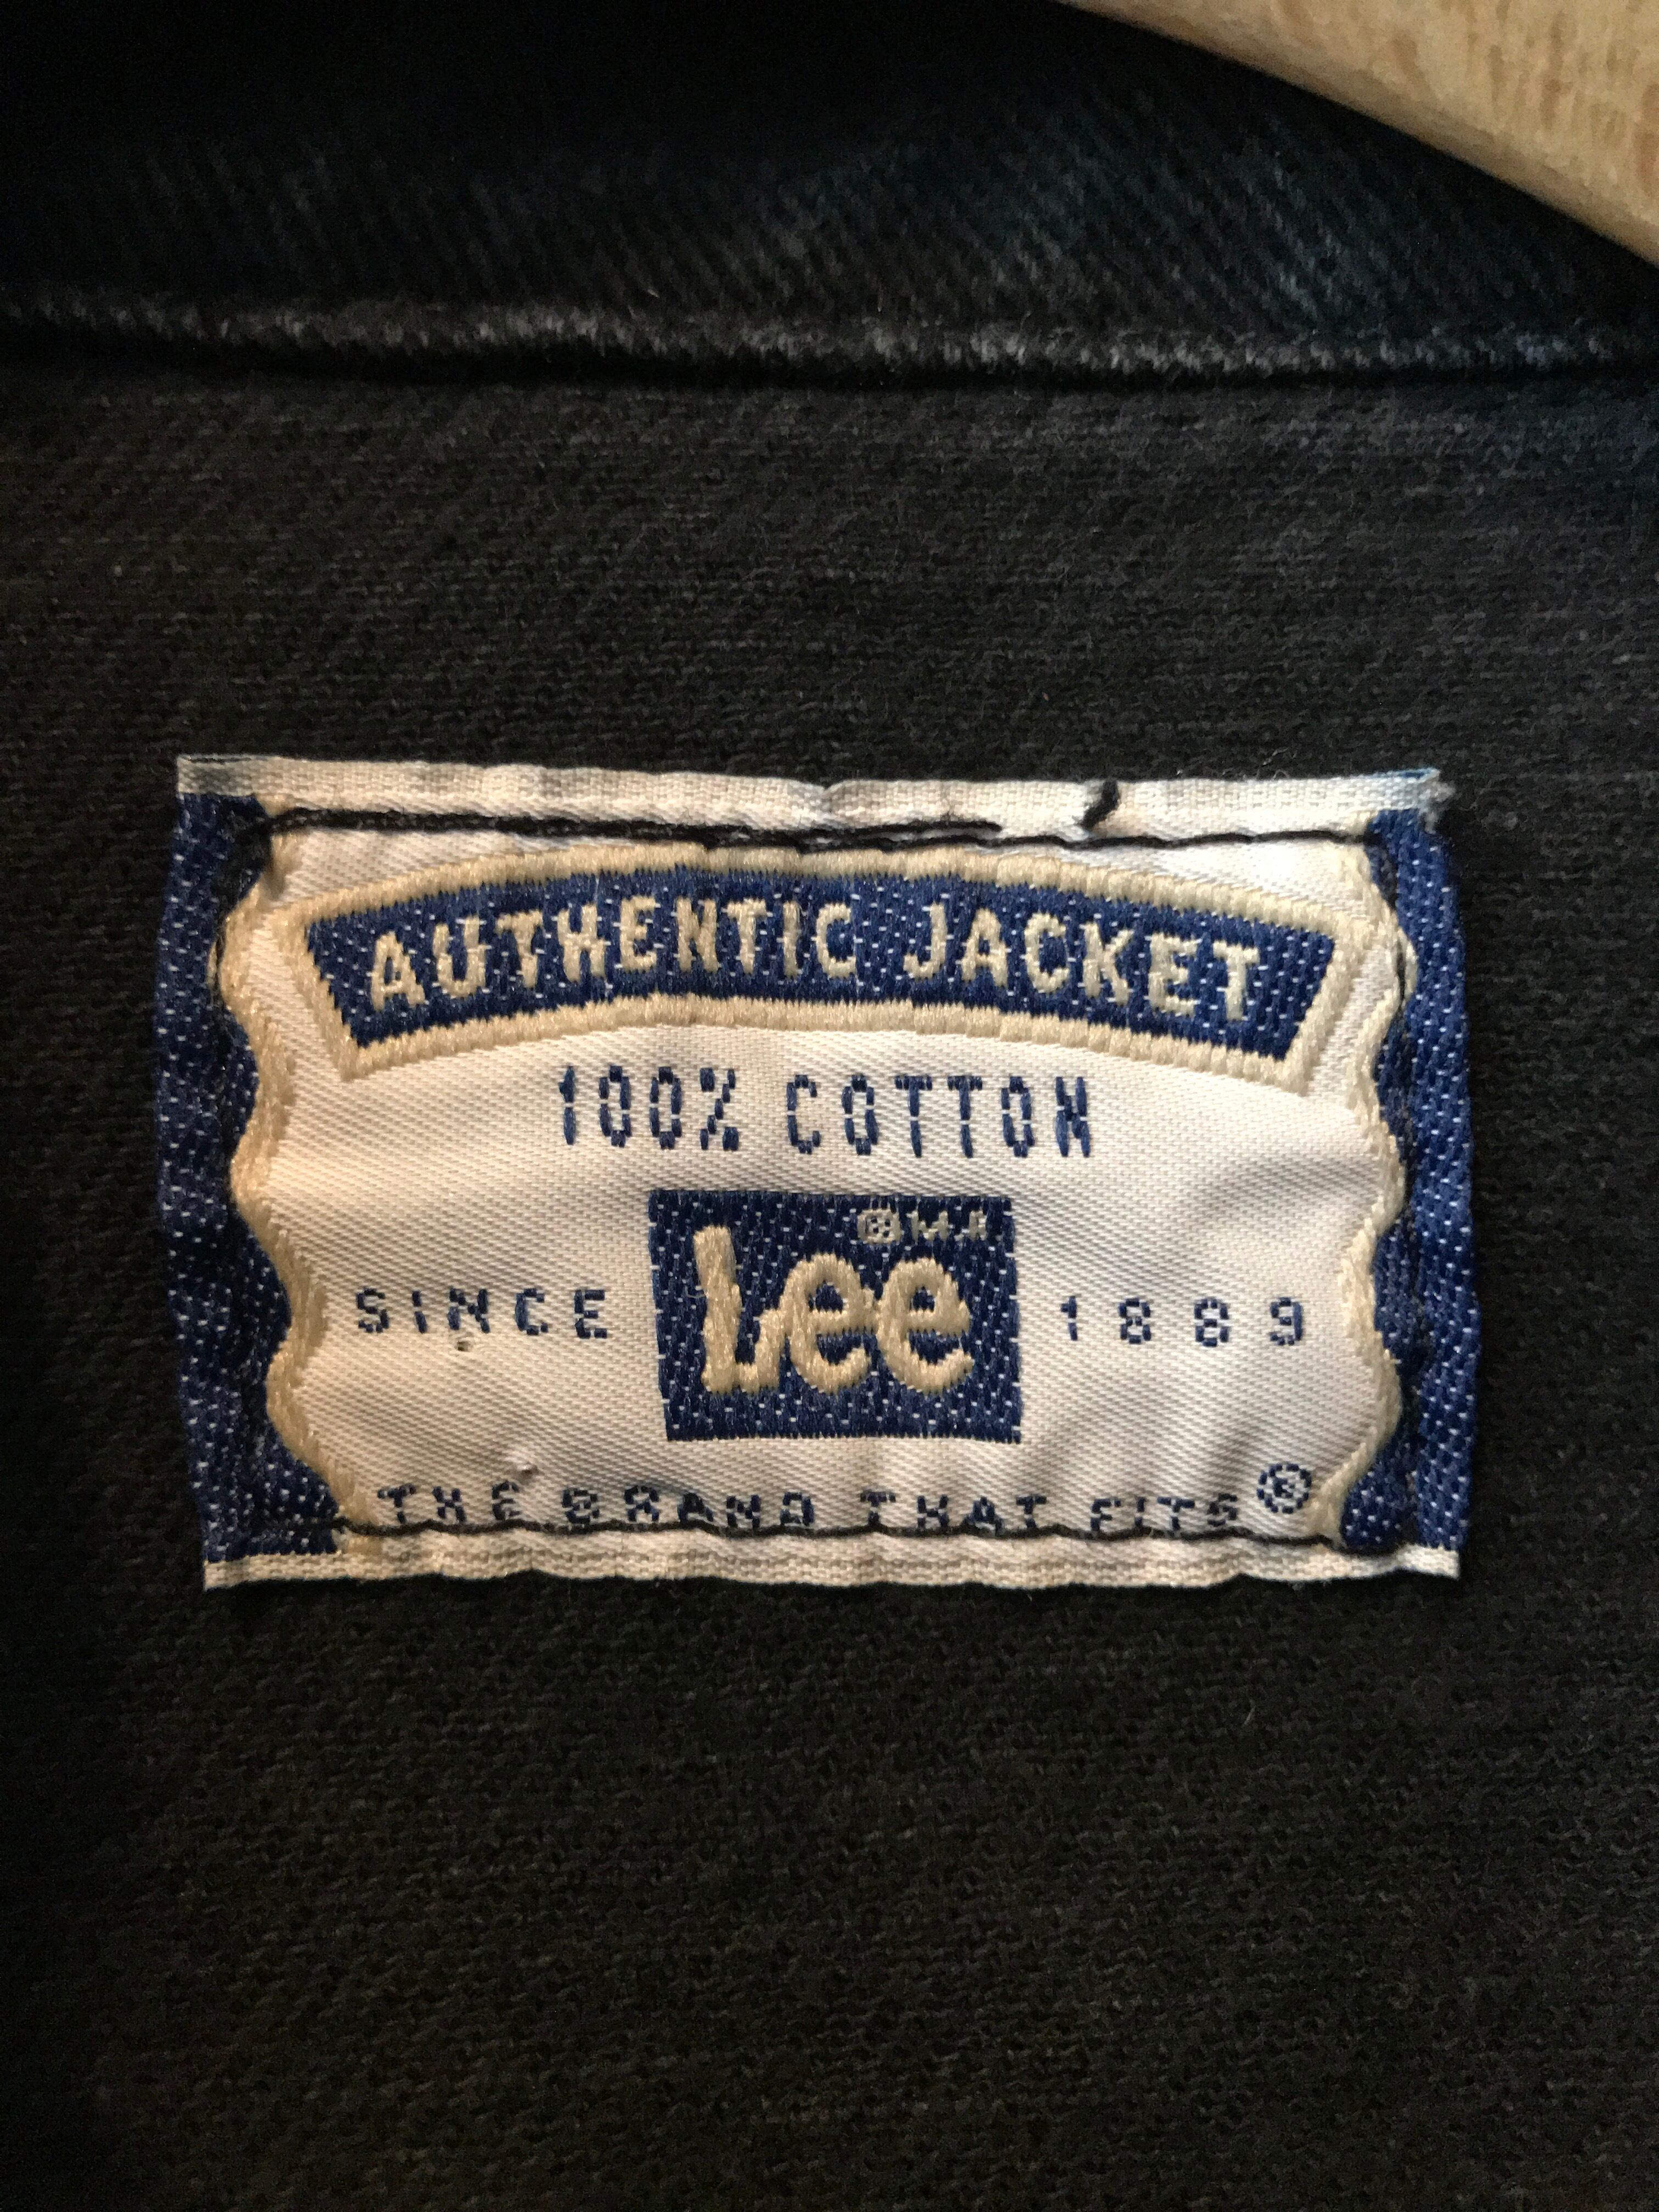 AUTHENTIC JACKET
100% COTTON
® M.R.
SINCE Lee 1889
THE BRAND THAT FITS®